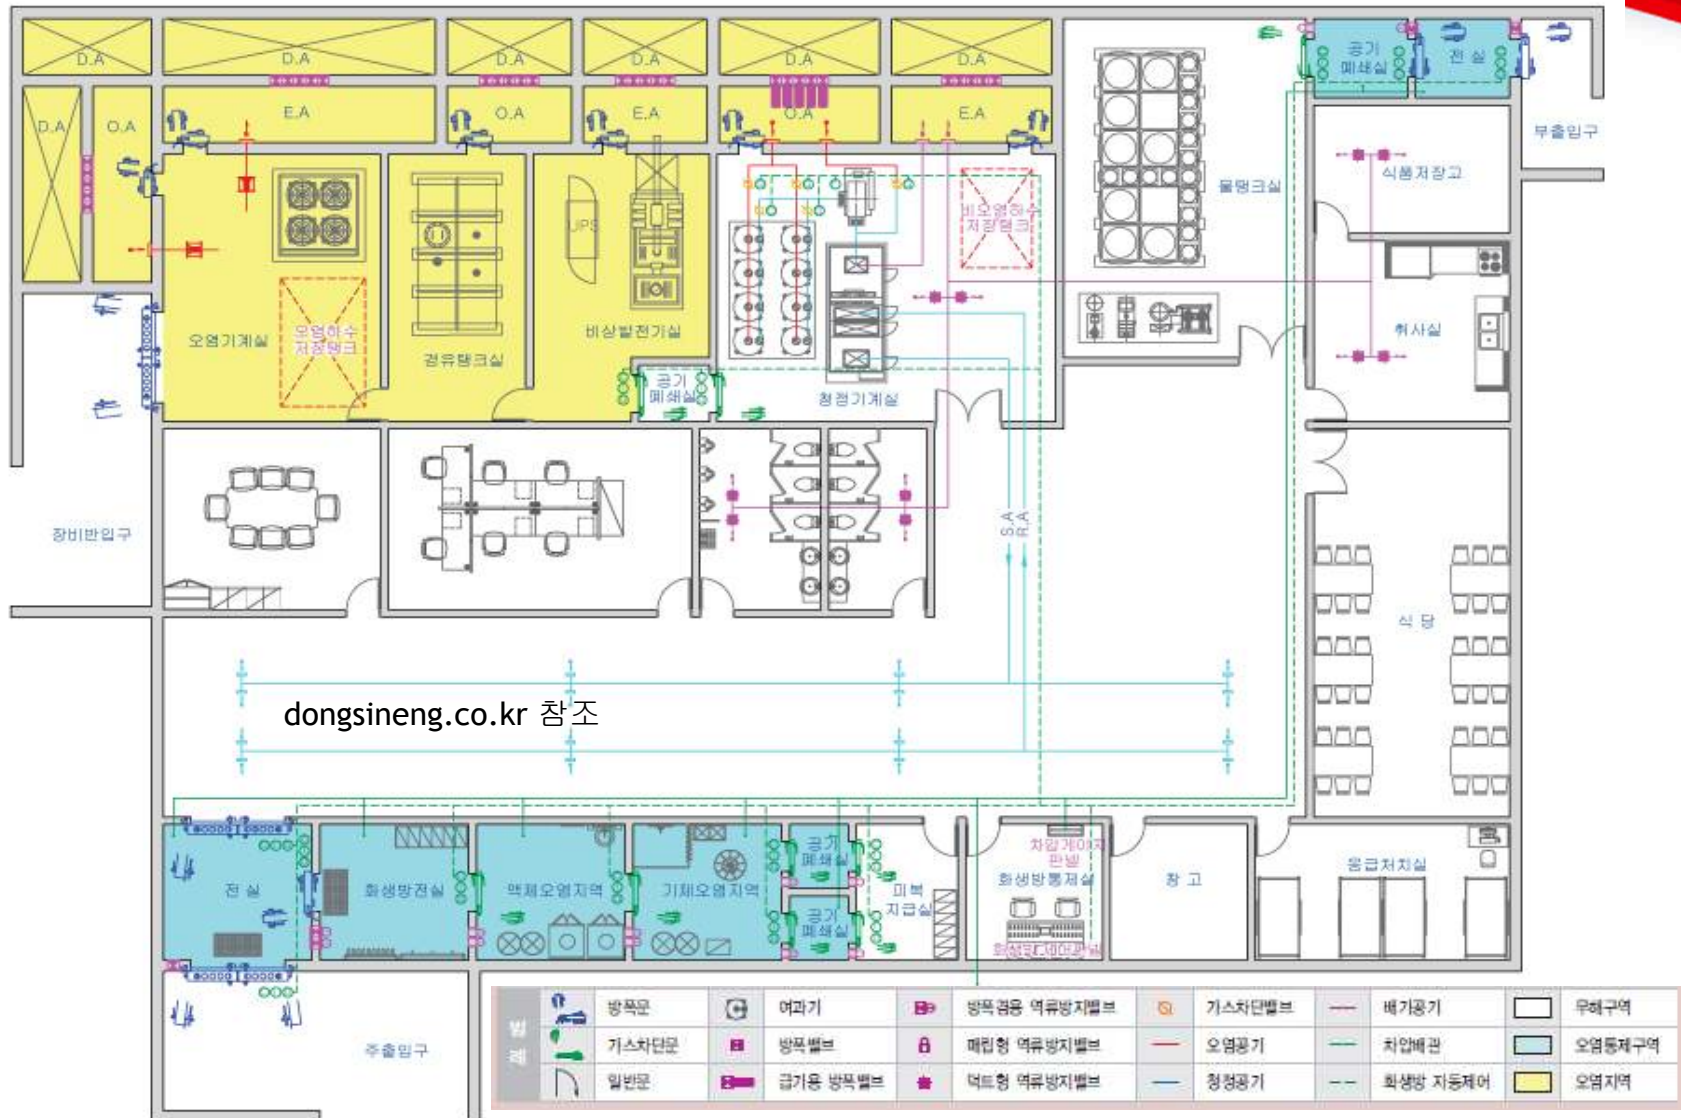 D.A
D.A
D.A
D.A
D.A
D.A
공기
폐쇄실
전 실
D.A
O.A
E.A
O.A
E.A
O.A
E.A
부출입구
식품저장고
물탱크실
UPS
비오염하수
저장탱크
오염기계실
오염하수
저장탱크
경유탱크실
비상발전기실
공기
폐쇄실
청정기계실
취사실
장비반입구
S.A
R.A
식 당
dongsineng.co.kr 참조
전 실
화생방전실
액체오염지역
기체오염지역
공기
폐쇄실
공기
폐쇄실
피복
지급실
차압게이지
판넬
화생방통제실
창 고
응급처치실
주출입구
범
례
방폭문
여과기
방폭겸용 역류방지밸브
가스차단밸브
배기공기
무해구역
가스차단문
방폭밸브
매립형 역류방지밸브
오염공기
차압배관
오염통제구역
일반문
급기용 방폭밸브
덕트형 역류방지밸브
청정공기
화생방 자동제어
오염지역